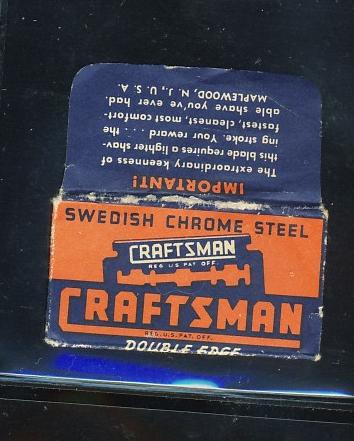 IMPORTANT!
The extraordinary keenness of
this blade requires a lighter shav-
ing stroke. Your reward . . . the
fastest, cleanest, most comfort-
able shave you've ever had.
MAPLEWOOD, N. J., U. S. A.
SWEDISH CHROME STEEL
CRAFTSMAN
REG. U.S. PAT. OFF.
CRAFTSMAN
REG. U.S. PAT. OFF.
DOUBLE EDGE